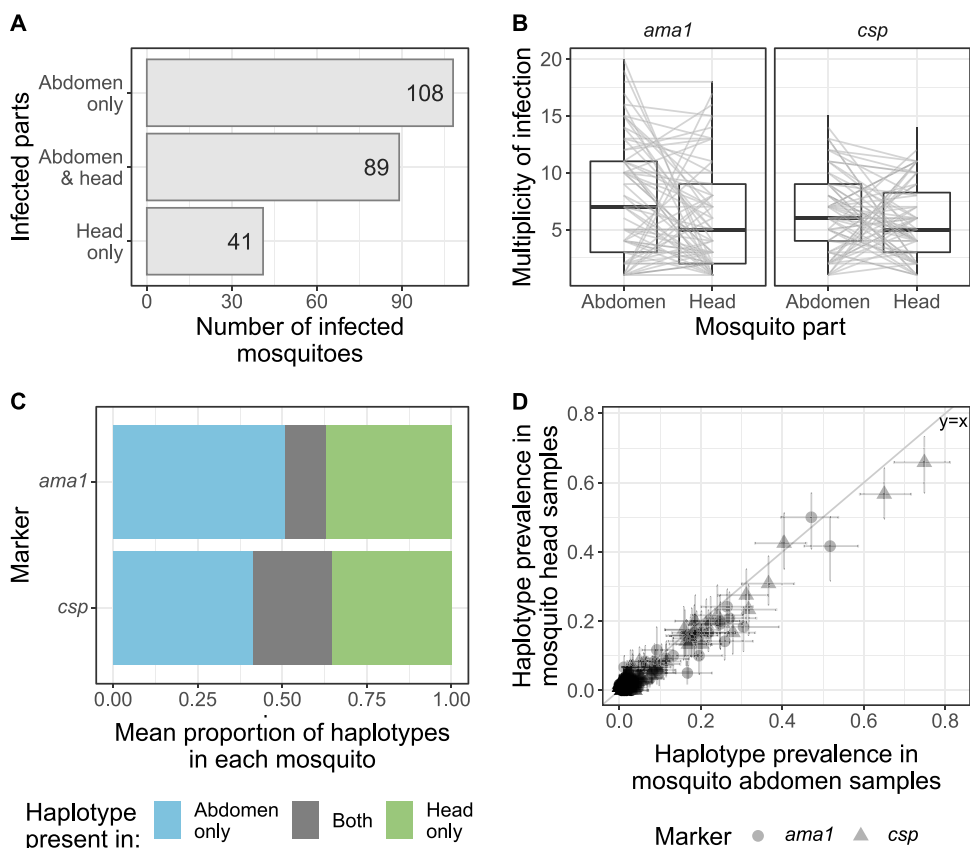 A
Infected parts
Abdomen
only
108
Abdomen
& head
89
Head
only
41
0 30 60 90
Number of infected
mosquitoes
B
ama1 csp
Multiplicity of infection
20
15
10
5
Abdomen Head Abdomen Head
Mosquito part
C
Marker
ama1
csp
0.00 0.25 0.50 0.75 1.00
Mean proportion of haplotypes
in each mosquito
Haplotype
present in:
Abdomen
only
Both
Head
only
D
Haplotype prevalence in
mosquito head samples
0.8
0.6
0.4
0.2
0.0
y=x
0.0 0.2 0.4 0.6 0.8
Haplotype prevalence in
mosquito abdomen samples
Marker ama1 csp